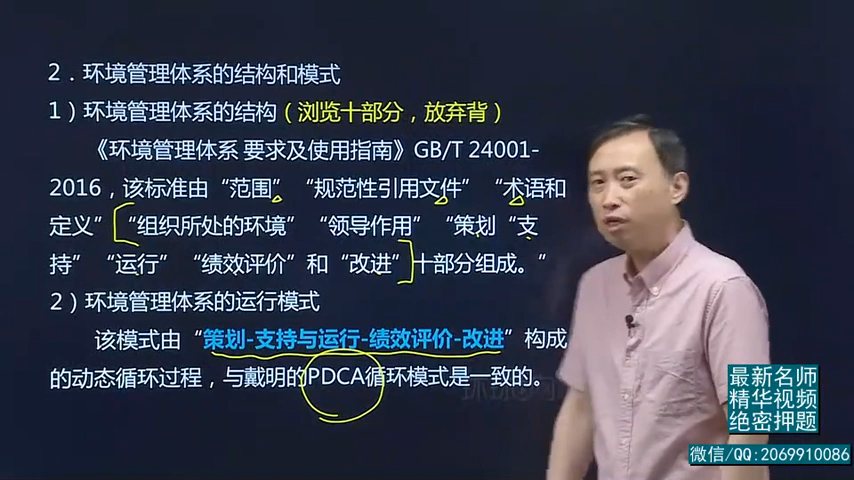 2．环境管理体系的结构和模式
1）环境管理体系的结构（浏览十部分，放弃背）
《环境管理体系 要求及使用指南》GB/T 24001-
2016，该标准由“范围”“规范性引用文件”“术语和
定义”“组织所处的环境”“领导作用”“策划“支
持”“运行”“绩效评价”和“改进”十部分组成。”
2）环境管理体系的运行模式
该模式由“策划-支持与运行-绩效评价-改进”构成
的动态循环过程，与戴明的PDCA循环模式是一致的。
最新名师
精华视频
绝密押题
微信/QQ:2069910086